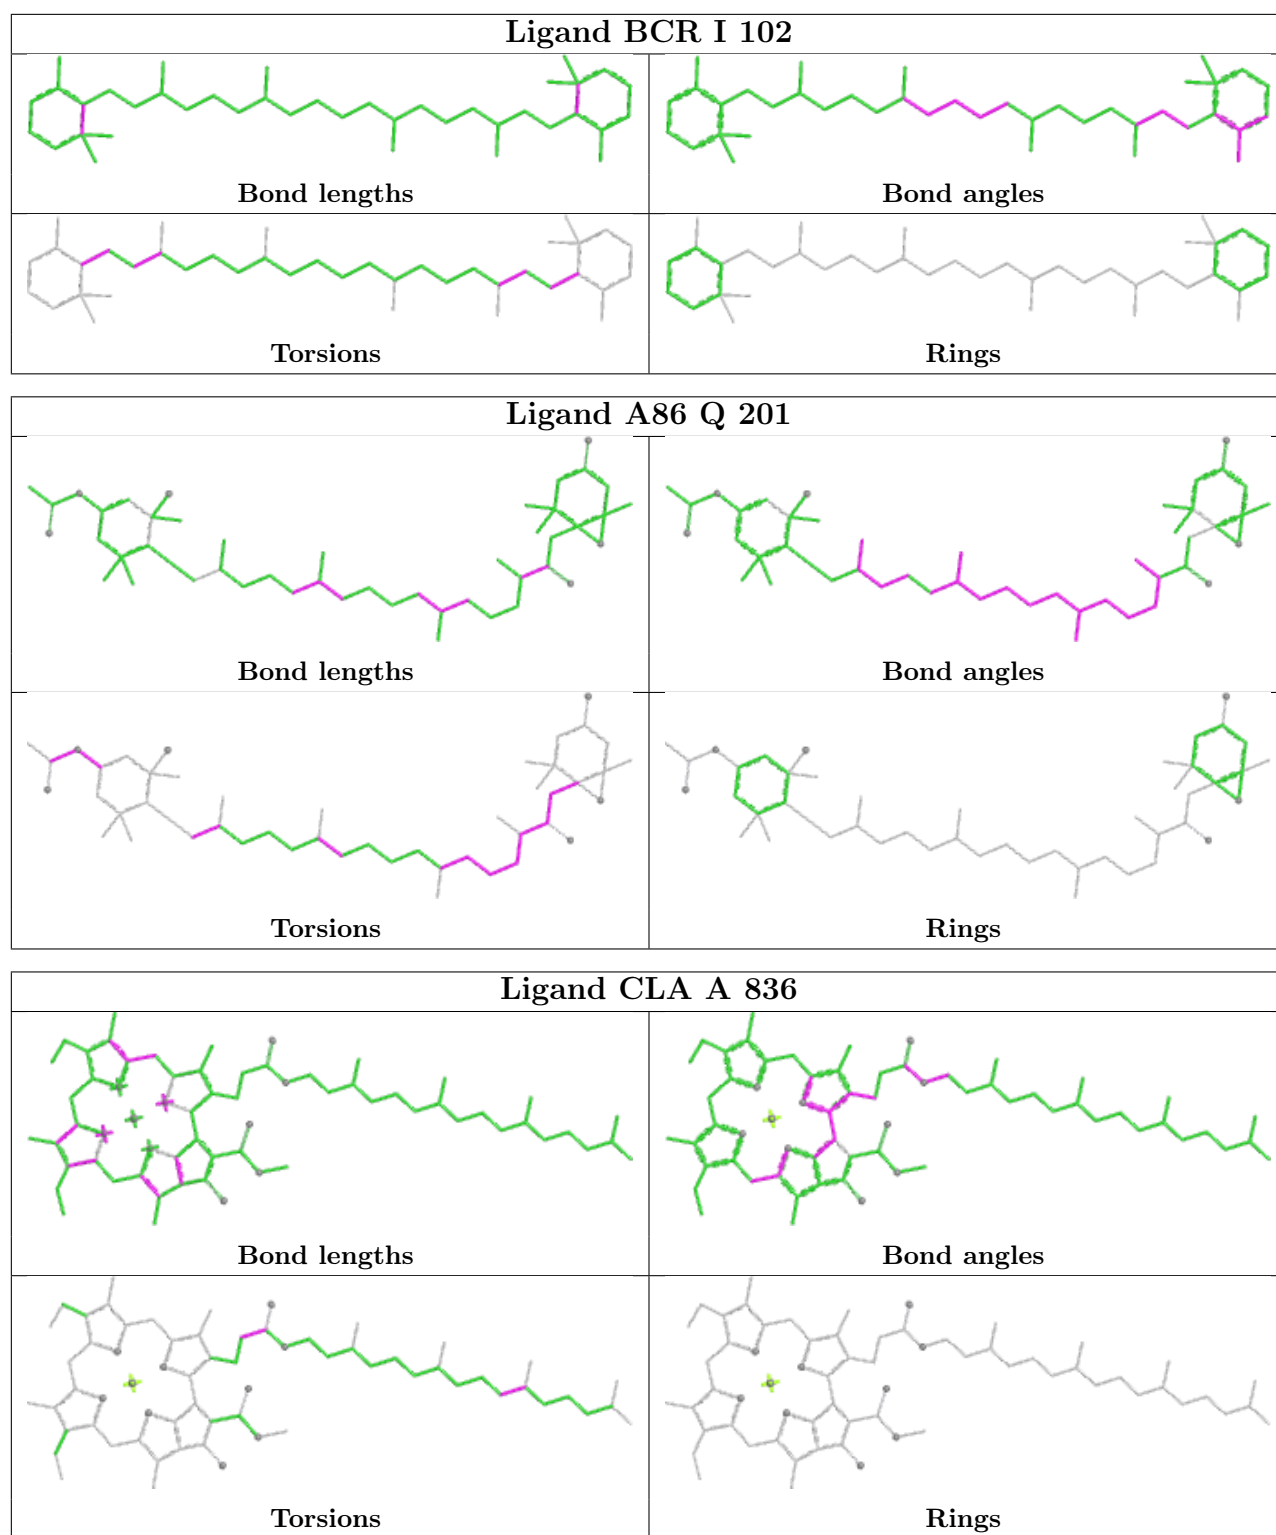 Ligand BCR I 102
Bond lengths
Bond angles
Torsions
Rings
Ligand A86 Q 201
Bond lengths
Bond angles
Torsions
Rings
Ligand CLA A 836
Bond lengths
Bond angles
Torsions
Rings